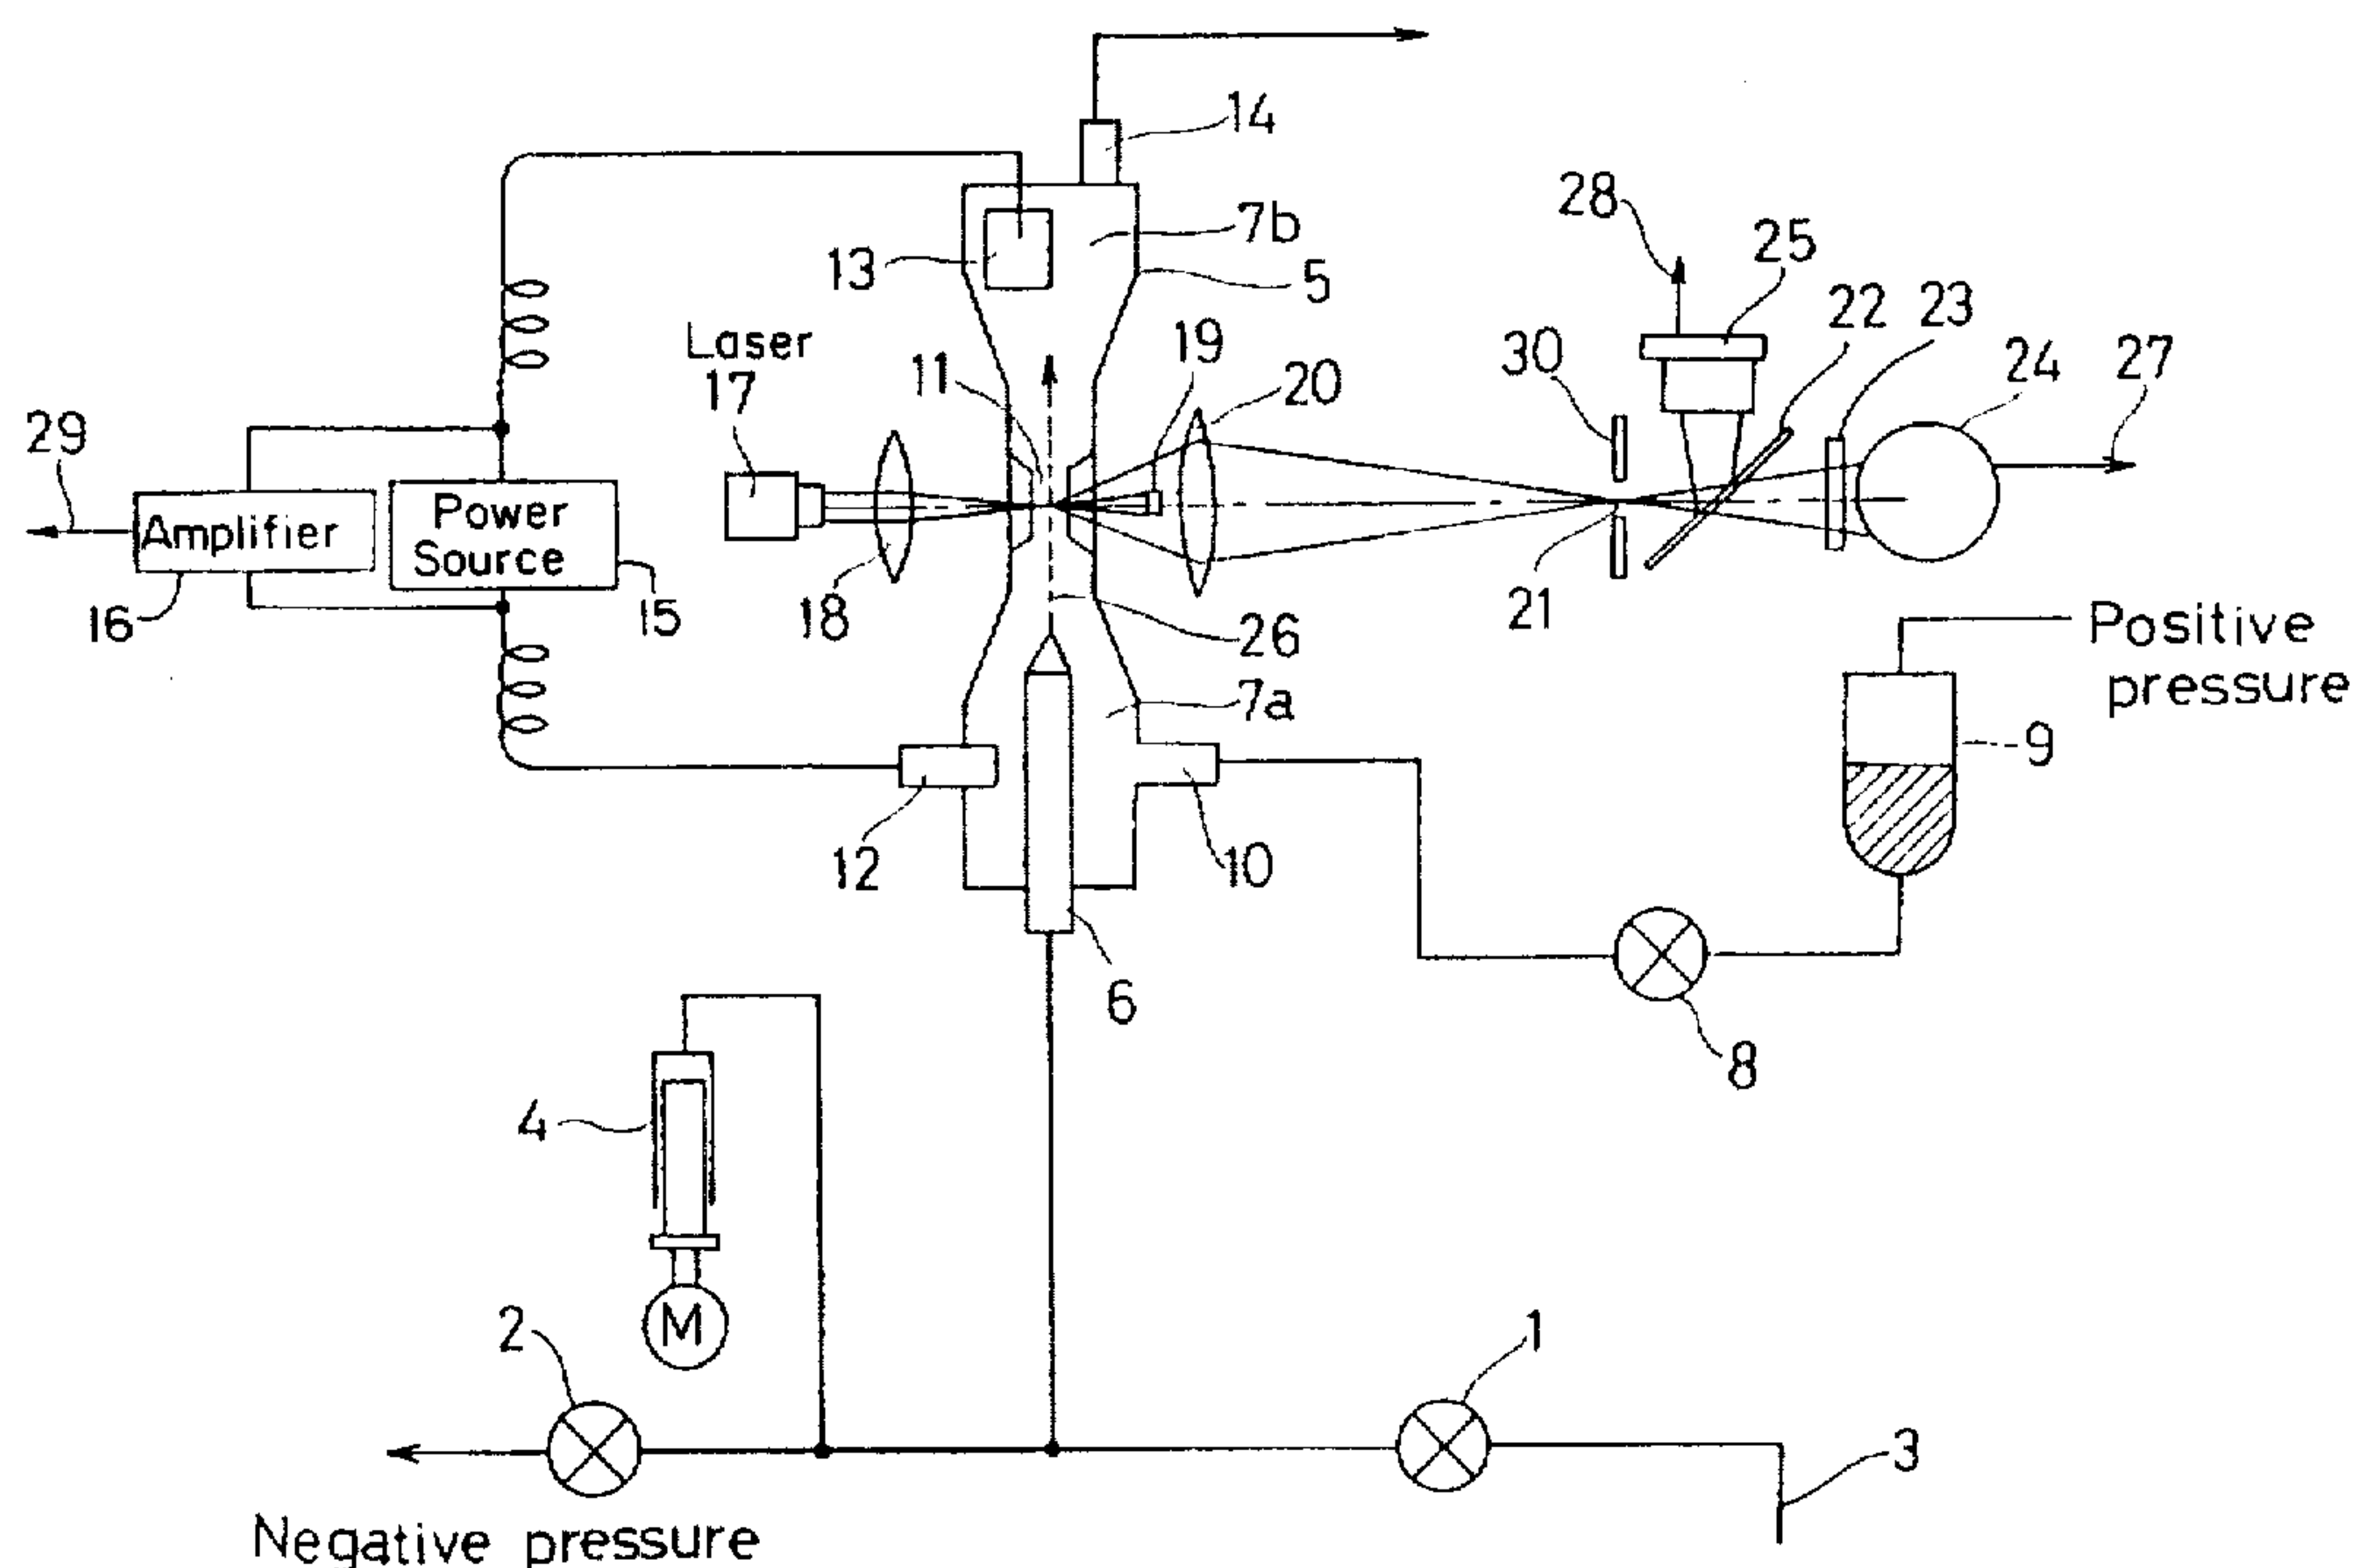 14
7b
13
5
28
25
22
23
Laser
17
11
19
20
30
24
27
29
Amplifier
Power
Source
16
15
18
26
21
Positive
pressure
7a
9
12
10
6
8
4
M
2
1
3
Negative pressure